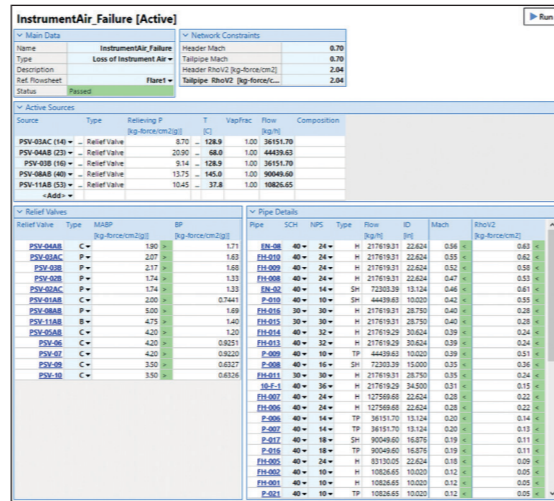 InstrumentAir_Failure [Active]
Run
Main Data
Name InstrumentAir_Failure
Type Loss of Instrument Air
Description
Ref. Flowsheet Flare1
Status Passed
Network Constraints
Header Mach 0.70
Tailpipe Mach 0.70
Header RhoV2 [kg-force/cm2] 2.04
Tailpipe RhoV2 [kg-force/c... 2.04
Active Sources
Source Type Relieving P T VapFrac Flow Composition
[kg-force/cm2(g)] [C] [kg/h]
PSV-03AC (14) ... Relief Valve 8.70 ... 128.9 1.00 36151.70
PSV-04AB (23) ... Relief Valve 20.90 ... 68.0 1.00 44439.63
PSV-03B (16) ... Relief Valve 9.14 ... 128.9 1.00 36151.70
PSV-08AB (40) ... Relief Valve 13.75 ... 145.0 1.00 90049.60
PSV-11AB (53) ... Relief Valve 10.45 ... 37.8 1.00 10826.65
<Add>
Relief Valves
Relief Valve Type MABP BP
[kg-force/cm2(g)] [kg-force/cm2(g)]
PSV-04AB C 1.80 > 1.71
PSV-03AC P 2.07 > 1.63
PSV-03B P 2.17 > 1.68
PSV-02B P 1.74 > 1.33
PSV-02AC P 1.74 > 1.33
PSV-01AB C 2.00 > 0.7441
PSV-08AB P 5.00 > 1.69
PSV-11AB B 4.75 > 1.40
PSV-05AB C 4.20 > 1.20
PSV-06 C 4.20 > 0.9251
PSV-07 C 4.20 > 0.9220
PSV-09 C 3.50 > 0.6327
PSV-10 C 3.50 > 0.6326
Pipe Details
Pipe SCH NPS Type Flow ID Mach RhoV2
[kg/h] [in] [kg-force/cm2]
EN-08 40 24 H 217619.31 22.624 0.56 < 0.63 <
FH-010 40 24 H 217619.31 22.624 0.55 < 0.62 <
FH-009 40 24 H 217619.31 22.624 0.52 < 0.58 <
FH-008 40 24 H 217619.31 22.624 0.47 < 0.53 <
EN-02 40 14 SH 72303.39 13.124 0.46 < 0.61 <
P-010 40 10 SH 44439.63 10.020 0.42 < 0.55 <
FH-016 30 30 H 217619.31 28.750 0.40 < 0.28 <
FH-015 30 30 H 217619.31 28.750 0.40 < 0.28 <
FH-014 40 32 H 217619.29 30.624 0.39 < 0.24 <
FH-013 40 32 H 217619.29 30.624 0.39 < 0.24 <
P-009 40 10 TP 44439.63 10.020 0.39 < 0.51 <
P-008 40 16 SH 72303.39 15.000 0.35 < 0.36 <
FH-011 30 30 H 217619.31 28.750 0.35 < 0.24 <
10-F-1 40 36 H 217619.29 34.500 0.31 < 0.15 <
FH-007 40 24 H 127569.68 22.624 0.28 < 0.22 <
FH-006 40 24 H 127569.68 22.624 0.28 < 0.22 <
P-006 40 14 TP 36151.70 13.124 0.20 < 0.14 <
P-007 40 14 TP 36151.70 13.124 0.20 < 0.13 <
P-017 40 18 SH 90049.60 16.876 0.19 < 0.11 <
P-016 40 18 TP 90049.60 16.876 0.19 < 0.11 <
FH-005 40 24 H 83130.05 22.624 0.18 < 0.09 <
FH-002 40 10 H 10826.65 10.020 0.12 < 0.05 <
FH-001 40 10 H 10826.65 10.020 0.12 < 0.05 <
P-021 40 10 TP 10826.65 10.020 0.12 < 0.05 <